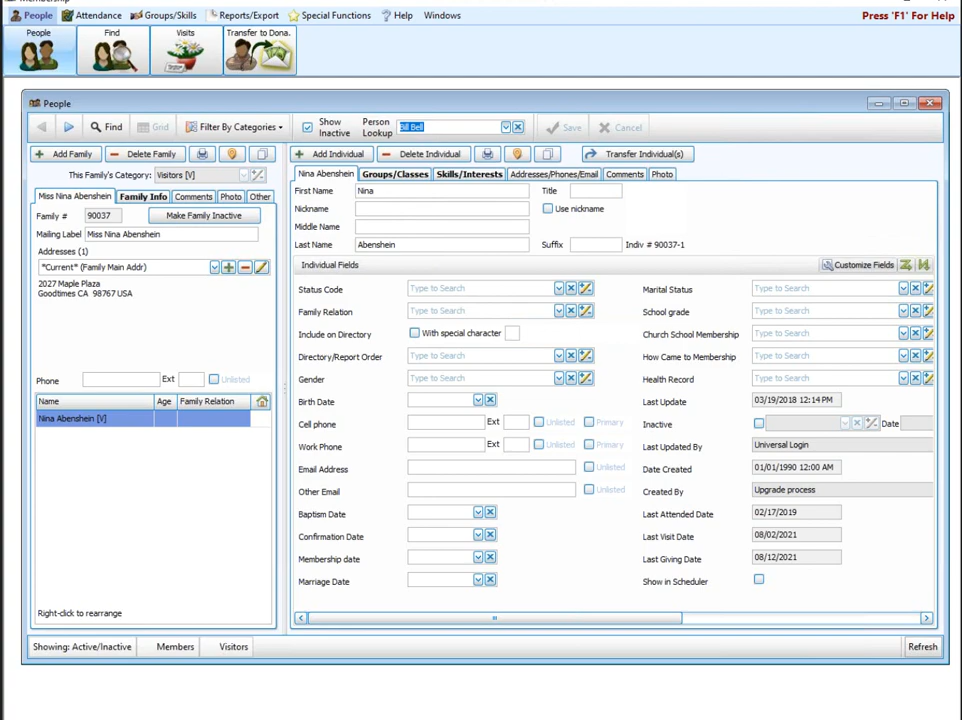 People Attendance Groups/Skills Reports/Export Special Functions Help Windows Press 'F1' For Help
People Find Visits Transfer to Dona.
People
Find Grid Filter By Categories Show Inactive Person Lookup Bill Bell Save Cancel
Add Family Delete Family Add Individual Delete Individual Transfer Individual(s)
This Family's Category: Visitors [V]
Nina Abenshein Groups/Classes Skills/Interests Addresses/Phones/Email Comments Photo
Miss Nina Abenshein Family Info Comments Photo Other
First Name Nina Title
Family # 90037 Make Family Inactive
Nickname Use nickname
Middle Name
Mailing Label Miss Nina Abenshein
Last Name Abenshein Suffix Indiv # 90037-1
Addresses (1)
*Current* (Family Main Addr)
Individual Fields Customize Fields
2027 Maple Plaza
Goodtimes CA 98767 USA
Status Code Type to Search Marital Status Type to Search
Family Relation Type to Search School grade Type to Search
Include on Directory With special character Church School Membership Type to Search
Directory/Report Order Type to Search How Came to Membership Type to Search
Phone Ext Unlisted
Gender Type to Search Health Record Type to Search
Name Age Family Relation
Birth Date Last Update 03/19/2018 12:14 PM
Nina Abenshein [V]
Cell phone Ext Unlisted Primary Inactive Date
Work Phone Ext Unlisted Primary Last Updated By Universal Login
Email Address Unlisted Date Created 01/01/1990 12:00 AM
Other Email Unlisted Created By Upgrade process
Baptism Date Last Attended Date 02/17/2019
Confirmation Date Last Visit Date 08/02/2021
Membership date Last Giving Date 08/12/2021
Marriage Date Show in Scheduler
Right-click to rearrange
Showing: Active/Inactive Members Visitors Refresh